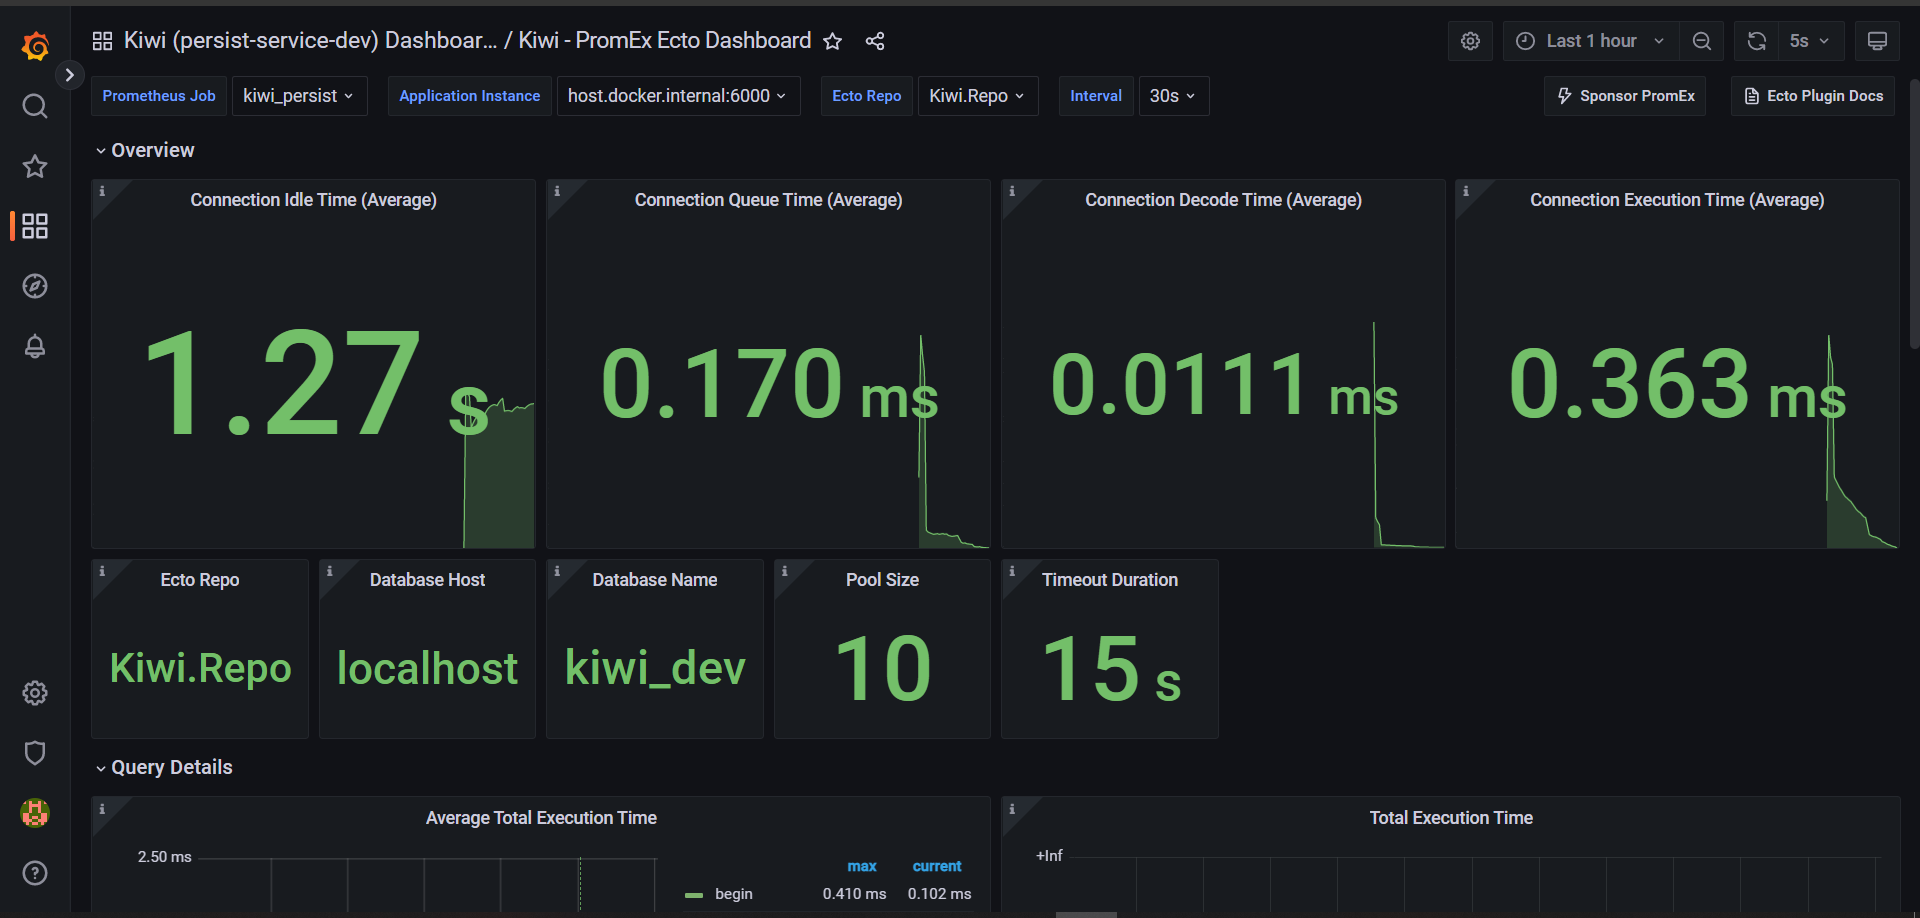 Kiwi (persist-service-dev) Dashboar... / Kiwi - PromEx Ecto Dashboard
Last 1 hour
5s
Prometheus Job
kiwi_persist
Application Instance
host.docker.internal:6000
Ecto Repo
Kiwi.Repo
Interval
30s
Sponsor PromEx
Ecto Plugin Docs
Overview
Connection Idle Time (Average)
1.27 s
Connection Queue Time (Average)
0.170 ms
Connection Decode Time (Average)
0.0111 ms
Connection Execution Time (Average)
0.363 ms
Ecto Repo
Kiwi.Repo
Database Host
localhost
Database Name
kiwi_dev
Pool Size
10
Timeout Duration
15 s
Query Details
Average Total Execution Time
2.50 ms
max current
begin 0.410 ms 0.102 ms
Total Execution Time
+Inf